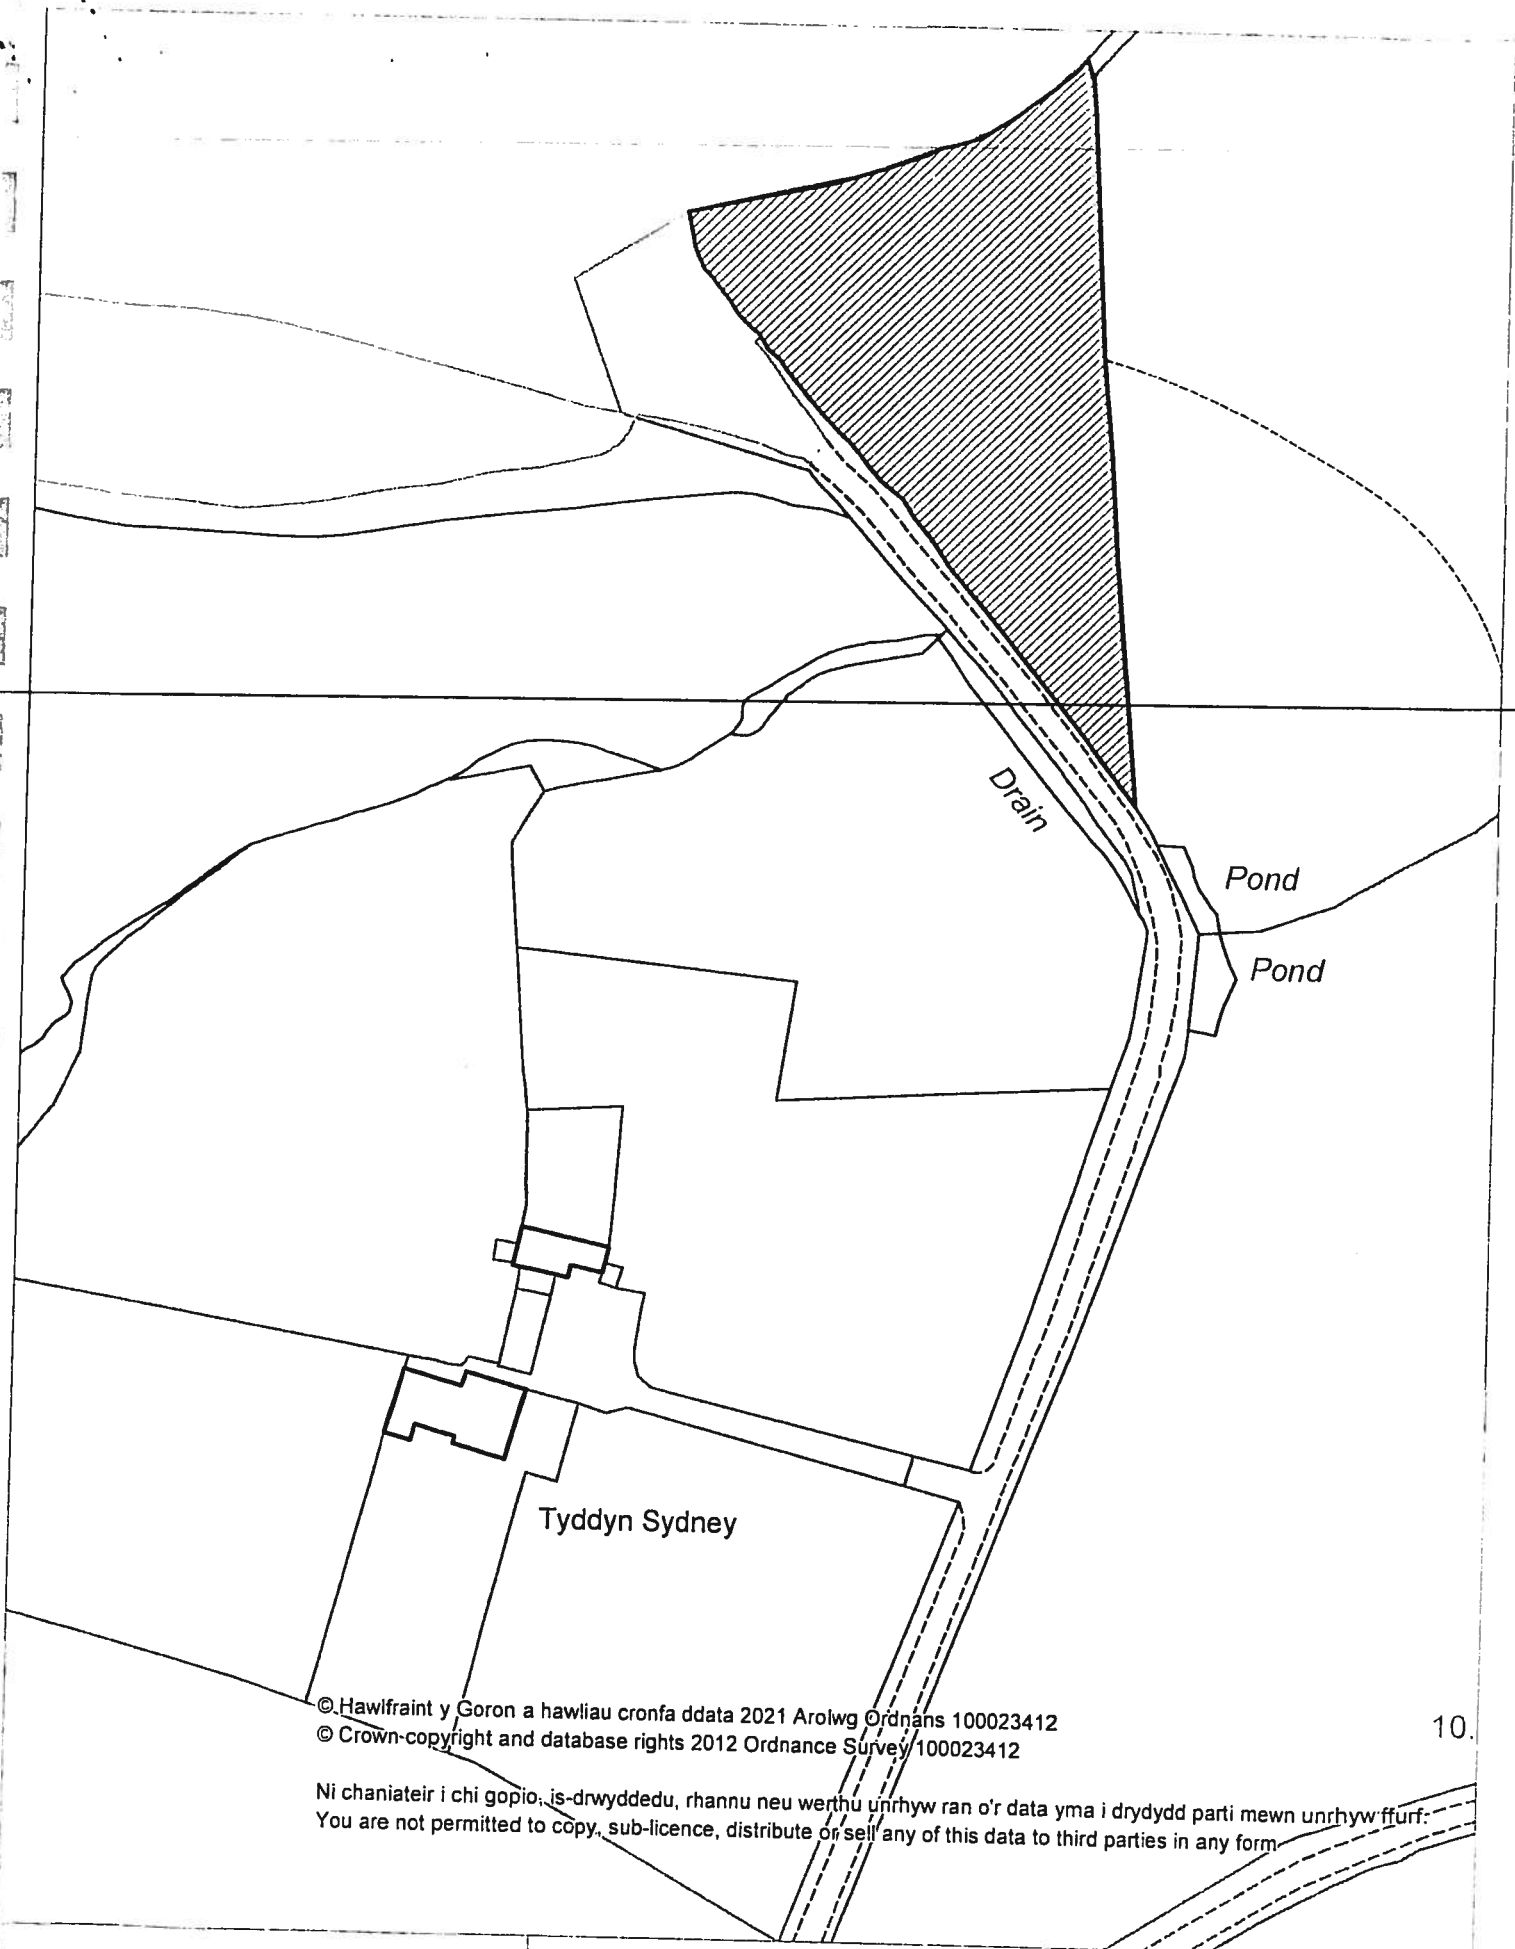 Drain
Pond
Pond
Tyddyn Sydney
© Hawlfraint y Goron a hawliau cronfa ddata 2021 Arolwg Ordnans 100023412
© Crown copyright and database rights 2012 Ordnance Survey 100023412
10.
Ni chaniateir i chi gopio, is-drwyddedu, rhannu neu werthu unrhyw ran o'r data yma i drydydd parti mewn unrhyw ffurf.
You are not permitted to copy, sub-licence, distribute or sell any of this data to third parties in any form